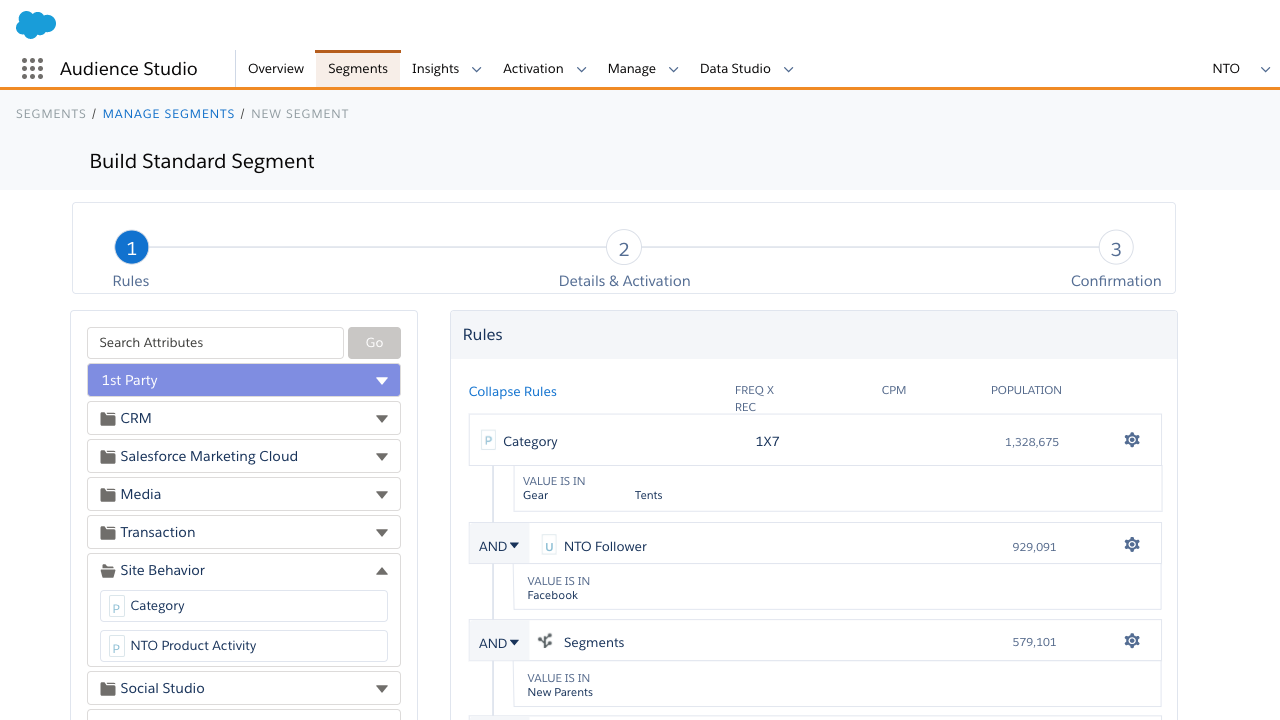 Audience Studio
Overview
Segments
Insights
Activation
Manage
Data Studio
NTO
SEGMENTS / MANAGE SEGMENTS / NEW SEGMENT
Build Standard Segment
1
2
3
Rules
Details & Activation
Confirmation
Search Attributes
Go
1st Party
CRM
Salesforce Marketing Cloud
Media
Transaction
Site Behavior
P Category
P NTO Product Activity
Social Studio
Rules
Collapse Rules
FREQ X
REC
CPM
POPULATION
P Category 1X7 1,328,675
VALUE IS IN
Gear Tents
AND U NTO Follower 929,091
VALUE IS IN
Facebook
AND Segments 579,101
VALUE IS IN
New Parents